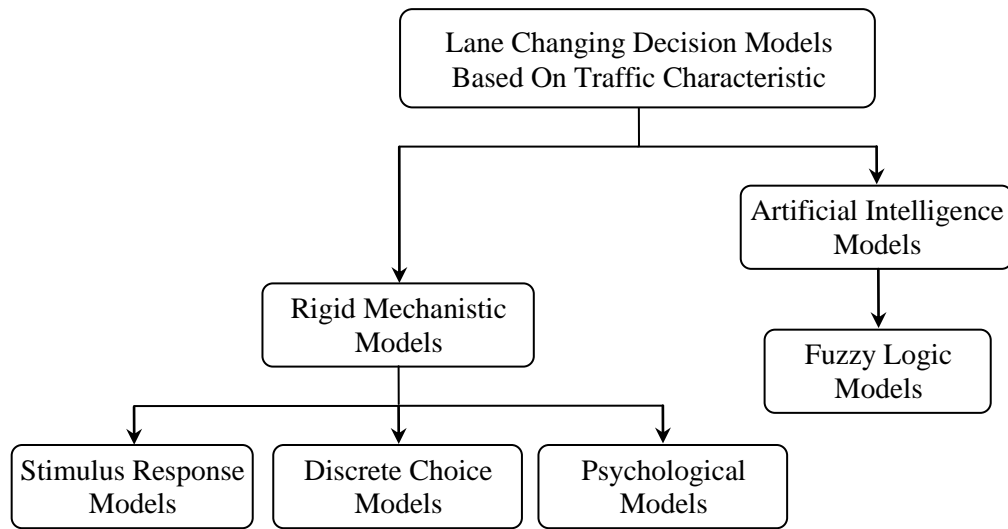 Lane Changing Decision Models
Based On Traffic Characteristic
Artificial Intelligence
Models
Rigid Mechanistic
Models
Fuzzy Logic
Models
Stimulus Response
Models
Discrete Choice
Models
Psychological
Models